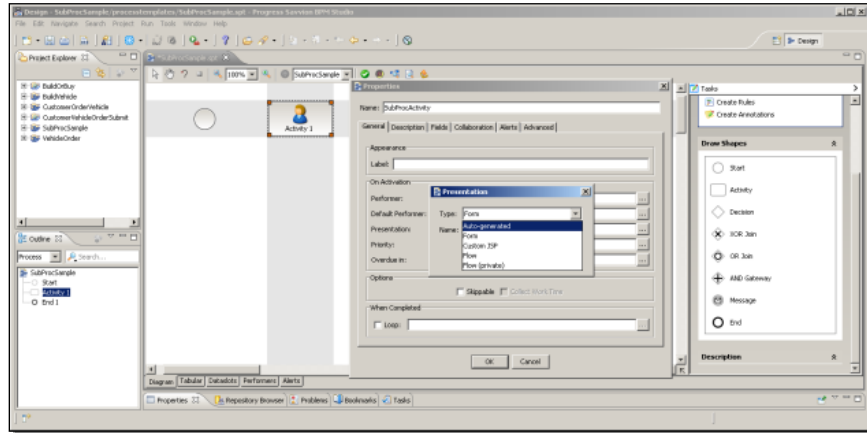 Design - SubProcSample/processtemplates/SubProcSample.spt - Progress Savvion BPM Studio
File Edit Navigate Search Project Run Tools Window Help
Design
Project Explorer
BuildOrBuy
BuildVehicle
CustomerOrderVehicle
CustomerVehicleOrderSubmit
SubProcSample
VehicleOrder
Outline
Process
Search...
SubProcSample
Start
Activity 1
End 1
*SubProcSample.spt
100%
SubProcSample
Activity 1
Diagram Tabular Dataslots Performers Alerts
Properties
Name: SubProcActivity
General Description Fields Collaboration Alerts Advanced
Appearance
Label:
On Activation
Performer:
Default Performer:
Presentation:
Priority:
Overdue in:
Presentation
Type: Form
Name:
Auto-generated
Form
Custom JSP
Flow
Flow (private)
Options
Skippable Collect Work Time
When Completed
Loop:
OK Cancel
Tasks
Create Rules
Create Annotations
Draw Shapes
Start
Activity
Decision
XOR Join
OR Join
AND Gateway
Message
End
Description
Properties Repository Browser Problems Bookmarks Tasks